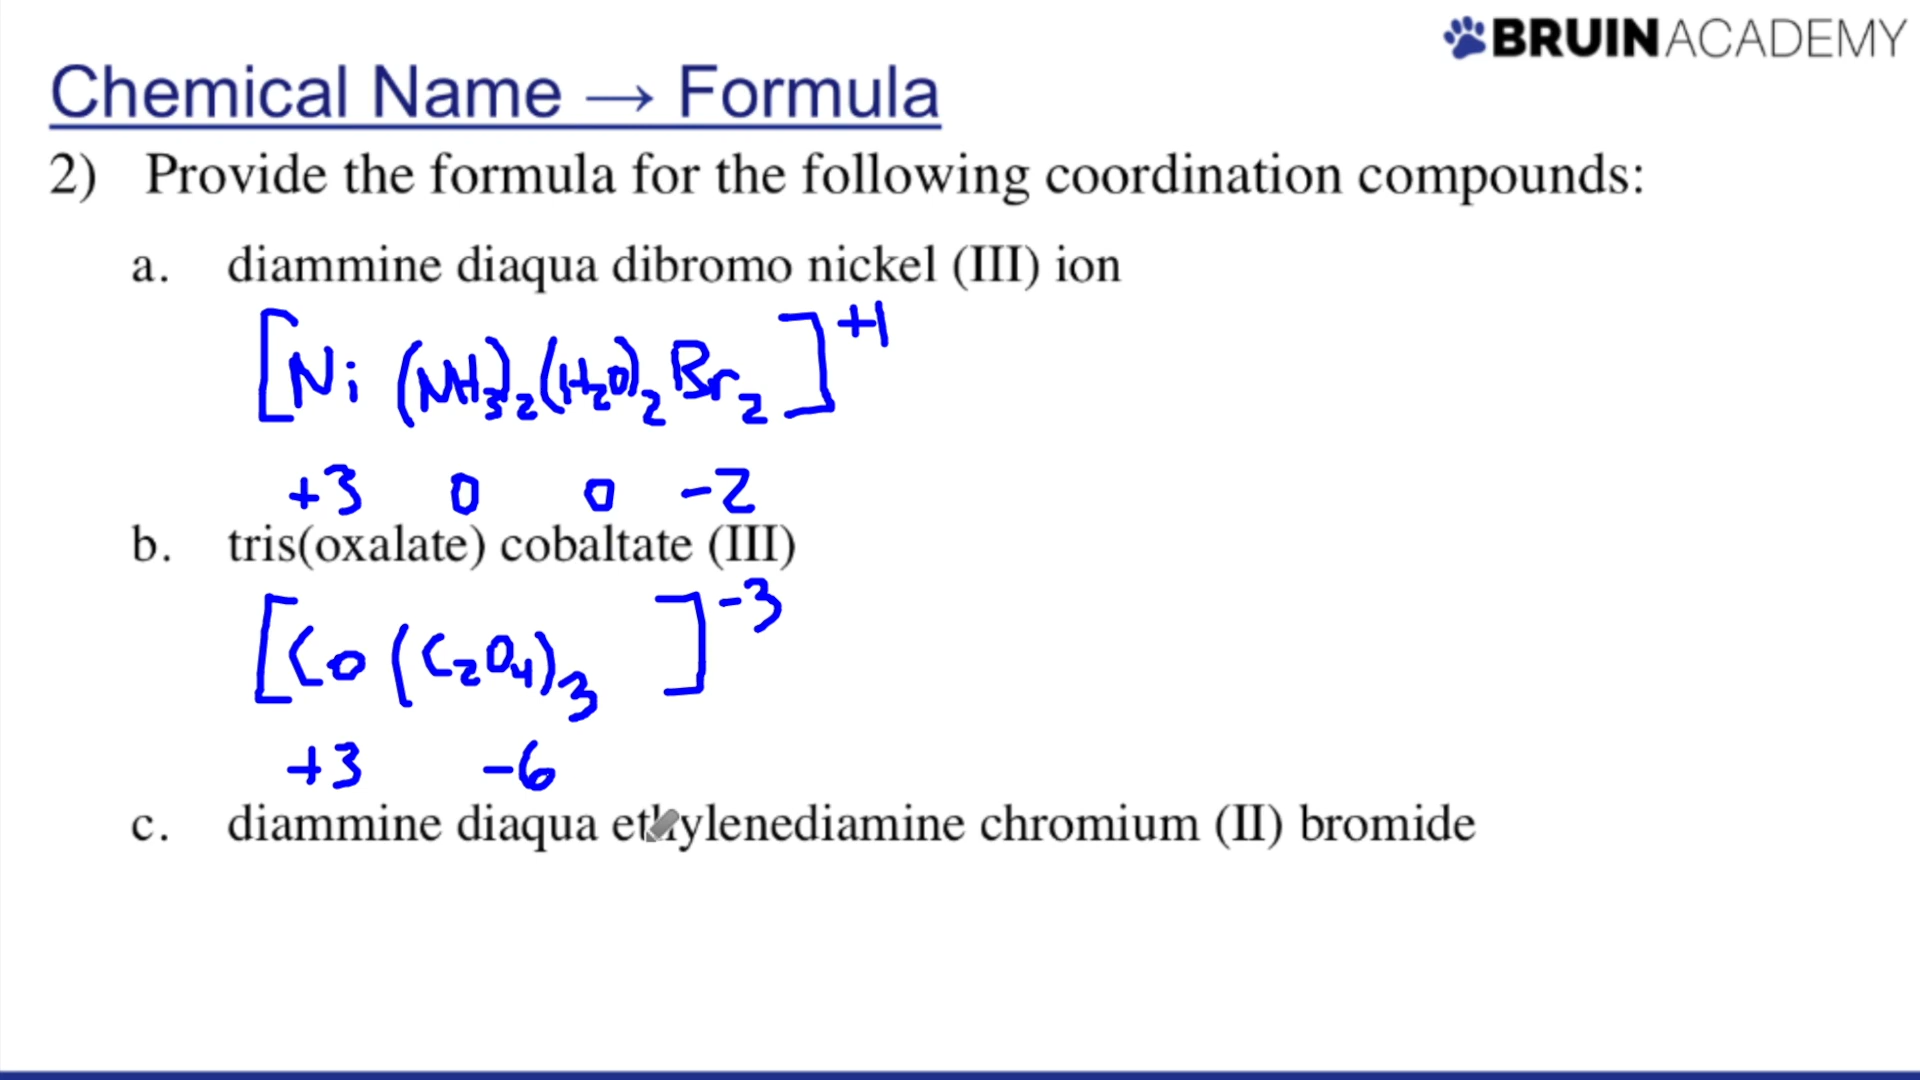 BRUIN ACADEMY
Chemical Name → Formula
2) Provide the formula for the following coordination compounds:
a. diammine diaqua dibromo nickel (III) ion
[Ni (NH₃)₂(H₂O)₂Br₂]⁺¹
+3 0 0 -2
b. tris(oxalate) cobaltate (III)
[Co (C₂O₄)₃ ]⁻³
+3 -6
c. diammine diaqua ethylenediamine chromium (II) bromide